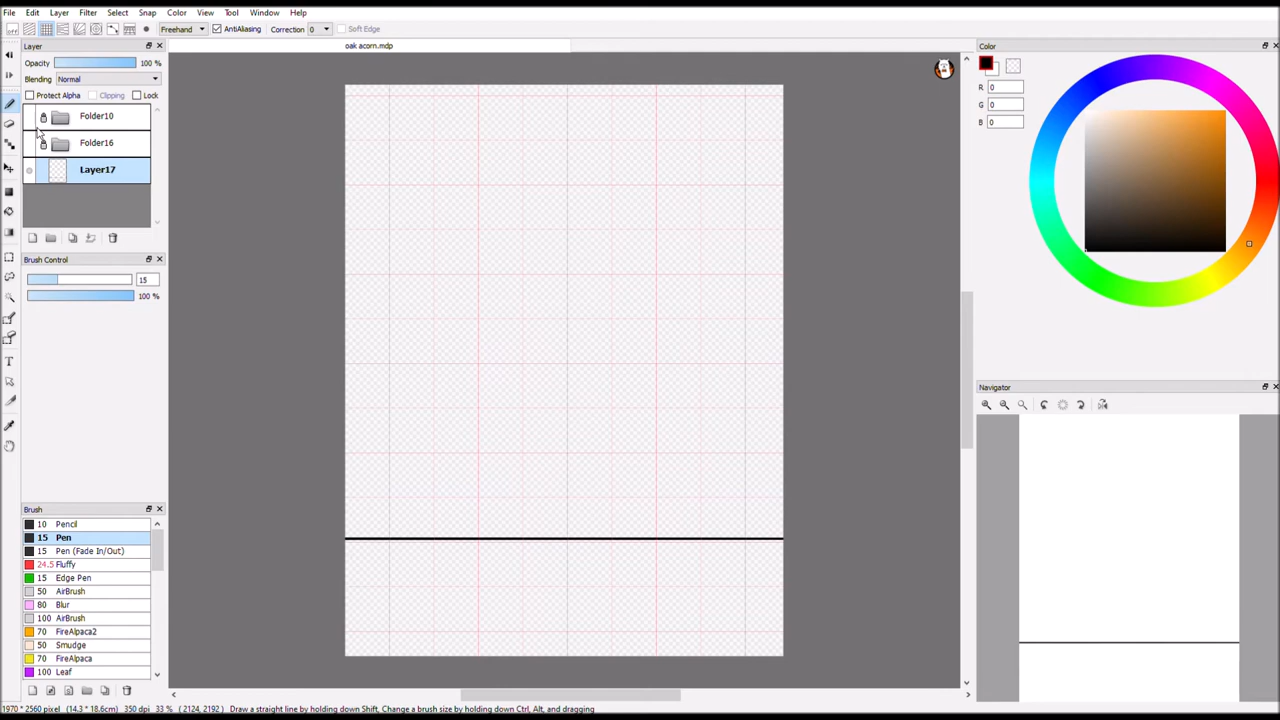 File Edit Layer Filter Select Snap Color View Tool Window Help
Freehand AntiAliasing Correction 0 Soft Edge
Layer
oak acorn.mdp
Color
Opacity 100 %
Blending Normal
Protect Alpha Clipping Lock
Folder10
Folder16
Layer17
R 0
G 0
B 0
Brush Control
15
100 %
Navigator
Brush
10 Pencil
15 Pen
15 Pen (Fade In/Out)
24.5 Fluffy
15 Edge Pen
50 AirBrush
80 Blur
100 AirBrush
70 FireAlpaca2
50 Smudge
70 FireAlpaca
100 Leaf
1970 * 2560 pixel (14.3 * 18.6cm) 350 dpi 33 % ( 2124, 2192 ) Draw a straight line by holding down Shift, Change a brush size by holding down Ctrl, Alt, and dragging